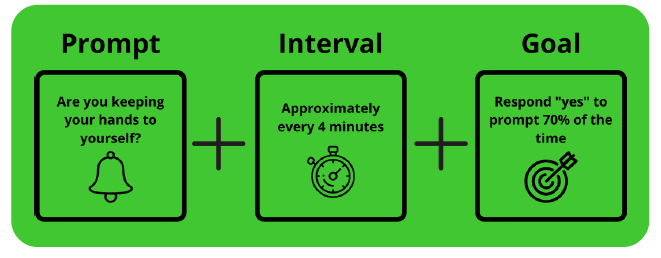 Prompt
Interval
Goal
Are you keeping
your hands to
yourself?
Approximately
every 4 minutes
Respond "yes" to
prompt 70% of the
time